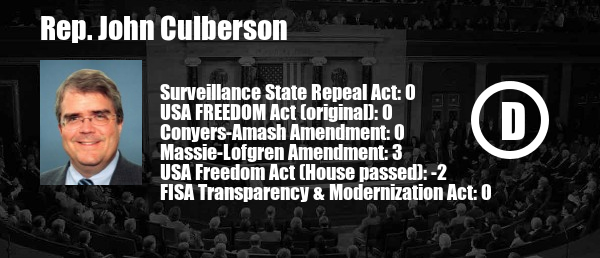 Rep. John Culberson
Surveillance State Repeal Act: 0
USA FREEDOM Act (original): 0
Conyers-Amash Amendment: 0
Massie-Lofgren Amendment: 3
USA Freedom Act (House passed): -2
FISA Transparency & Modernization Act: 0
D